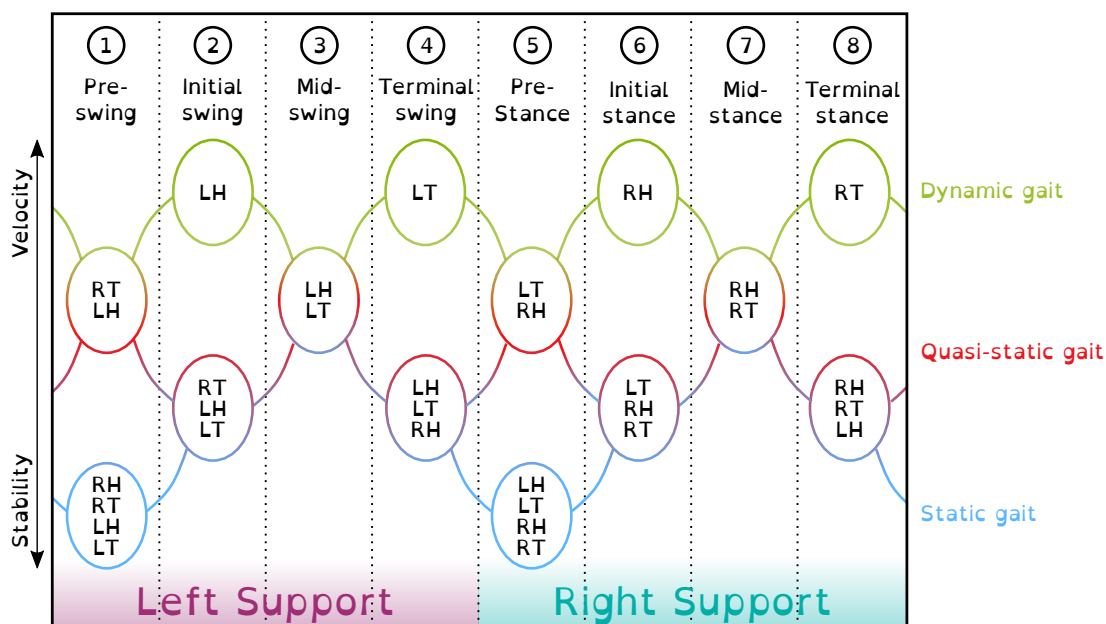 1 2 3 4 5 6 7 8
Pre- Initial Mid- Terminal Pre- Initial Mid- Terminal
swing swing swing swing Stance stance stance stance
Velocity
LH LT RH RT
Dynamic gait
RT LH LT RH
LH LT RH RT
Quasi-static gait
RT LH LT RH
LH LT RH RT
LT RH RT LH
Stability
RH LH
RT LT
LH RH
LT RT
Static gait
Left Support Right Support